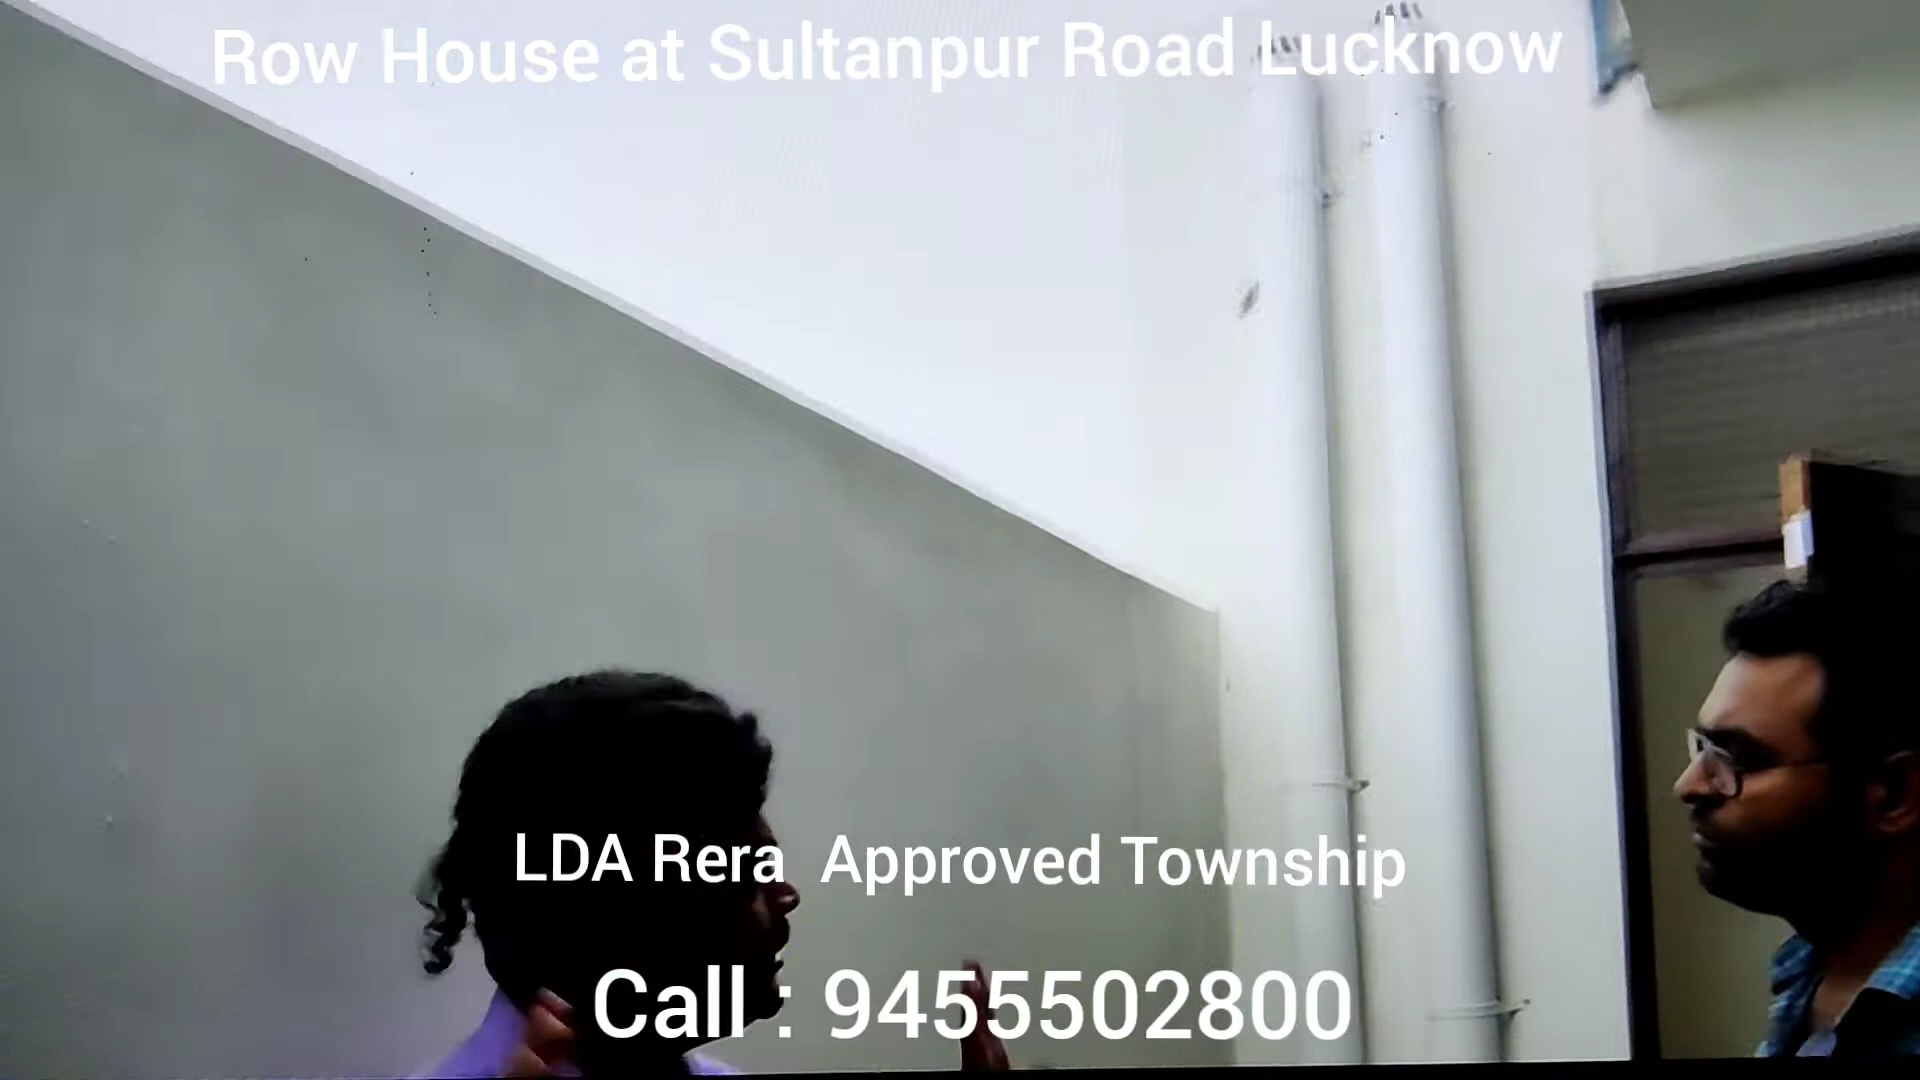 Row House at Sultanpur Road Lucknow
LDA Rera Approved Township
Call : 9455502800